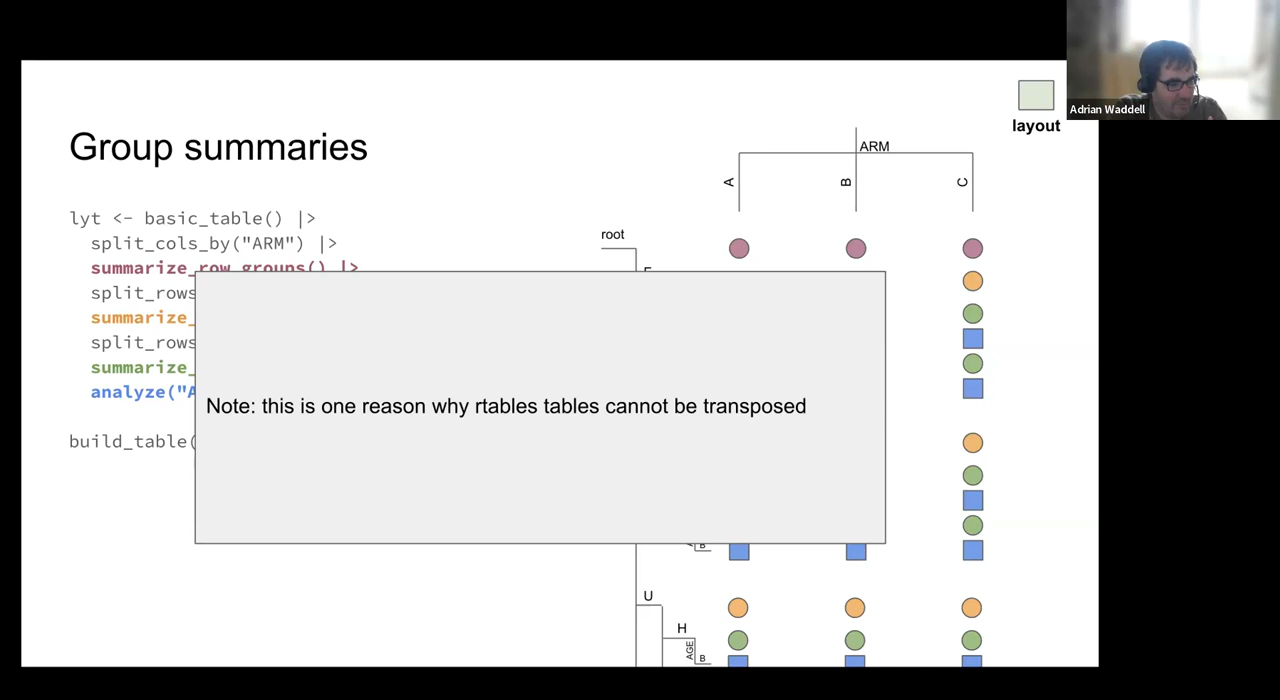 Adrian Waddell
layout
Group summaries
ARM
A
B
C
lyt <- basic_table() |>
split_cols_by("ARM") |>
summarize_row_groups() |>
split_rows
summarize_
split_rows
summarize_
analyze("A
build_table(
root
Note: this is one reason why rtables tables cannot be transposed
B
U
H
AGE
B